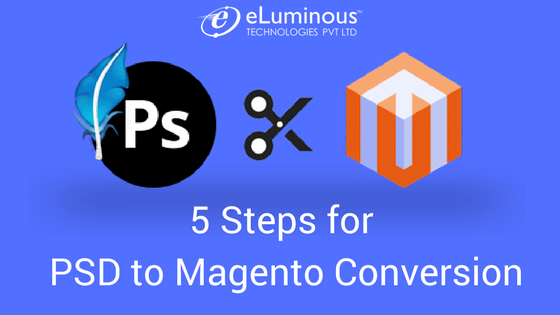 eLuminous™
TECHNOLOGIES PVT LTD
Ps
5 Steps for
PSD to Magento Conversion